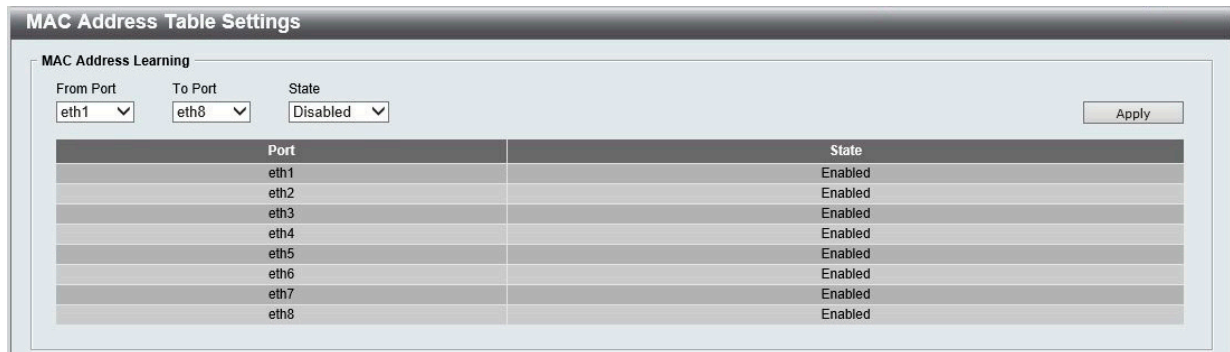 MAC Address Table Settings
MAC Address Learning
From Port To Port State
eth1 eth8 Disabled Apply
Port State
eth1 Enabled
eth2 Enabled
eth3 Enabled
eth4 Enabled
eth5 Enabled
eth6 Enabled
eth7 Enabled
eth8 Enabled